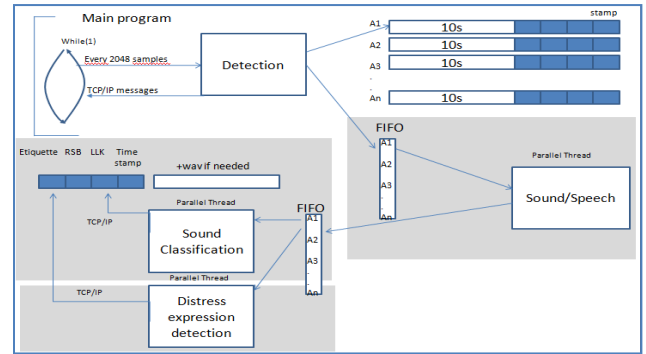 Main program
While(1)
Every 2048 samples
TCP/IP messages
Detection
stamp
A1
10s
A2
10s
A3
10s
.
.
An
10s
FIFO
A1
A2
A3
.
.
An
Parallel Thread
Sound/Speech
Etiquette RSB LLK Time
stamp
+wav if needed
Parallel Thread
TCP/IP
Sound
Classification
FIFO
A1
A2
A3
.
.
An
Parallel Thread
TCP/IP
Distress
expression
detection